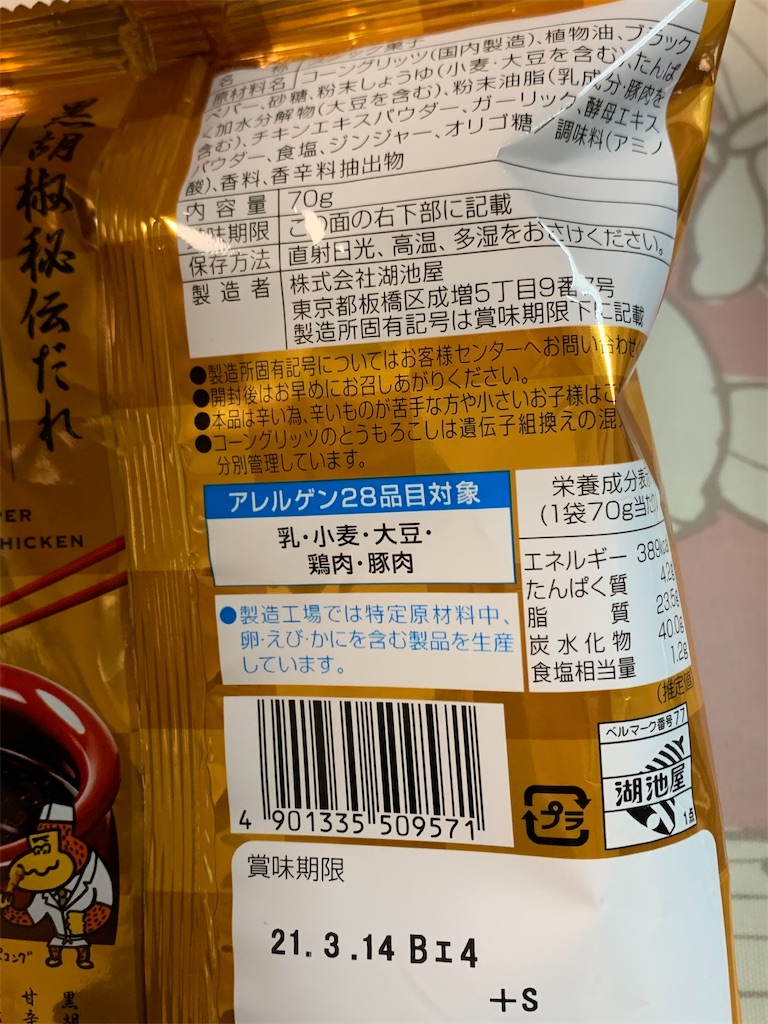 名 称 スナック菓子
原材料名 コーングリッツ(国内製造)、植物油、ブラック
ペパー、砂糖、粉末しょうゆ(小麦・大豆を含む)、たんぱ
く加水分解物(大豆を含む)、粉末油脂(乳成分・豚肉を
含む)、チキンエキスパウダー、ガーリック、酵母エキス
パウダー、食塩、ジンジャー、オリゴ糖/調味料(アミノ
酸)、香料、香辛料抽出物
内容量 70g
賞味期限 この面の右下部に記載
保存方法 直射日光、高温、多湿をおさけください。
製造者 株式会社湖池屋
東京都板橋区成増5丁目9番7号
製造所固有記号は賞味期限下に記載
●製造所固有記号についてはお客様センターへお問い合わせく
●開封後はお早めにお召しあがりください。
●本品は辛い為、辛いものが苦手な方や小さいお子様はご
●コーングリッツのとうもろこしは遺伝子組換えの混入
分別管理しています。
アレルゲン28品目対象
乳・小麦・大豆・
鶏肉・豚肉
●製造工場では特定原材料中、
卵・えび・かにを含む製品を生産
しています。
栄養成分表示
(1袋70g当たり)
エネルギー 389kca
たんぱく質 4.2g
脂質 23.5g
炭水化物 40.0g
食塩相当量 1.2g
(推定値
ベルマーク番号77
湖池屋
1点
プラ
4 901335 509571
賞味期限
21.3.14 Bエ4
+S
黒胡椒秘伝だれ
PER
HICKEN
黒胡
甘辛